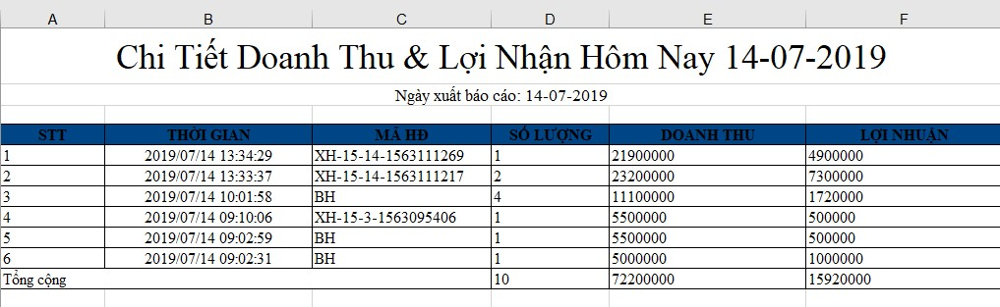 A B C D E F
Chi Tiết Doanh Thu & Lợi Nhận Hôm Nay 14-07-2019
Ngày xuất báo cáo: 14-07-2019
STT THỜI GIAN MÃ HĐ SỐ LƯỢNG DOANH THU LỢI NHUẬN
1 2019/07/14 13:34:29 XH-15-14-1563111269 1 21900000 4900000
2 2019/07/14 13:33:37 XH-15-14-1563111217 2 23200000 7300000
3 2019/07/14 10:01:58 BH 4 11100000 1720000
4 2019/07/14 09:10:06 XH-15-3-1563095406 1 5500000 500000
5 2019/07/14 09:02:59 BH 1 5500000 500000
6 2019/07/14 09:02:31 BH 1 5000000 1000000
Tổng cộng 10 72200000 15920000